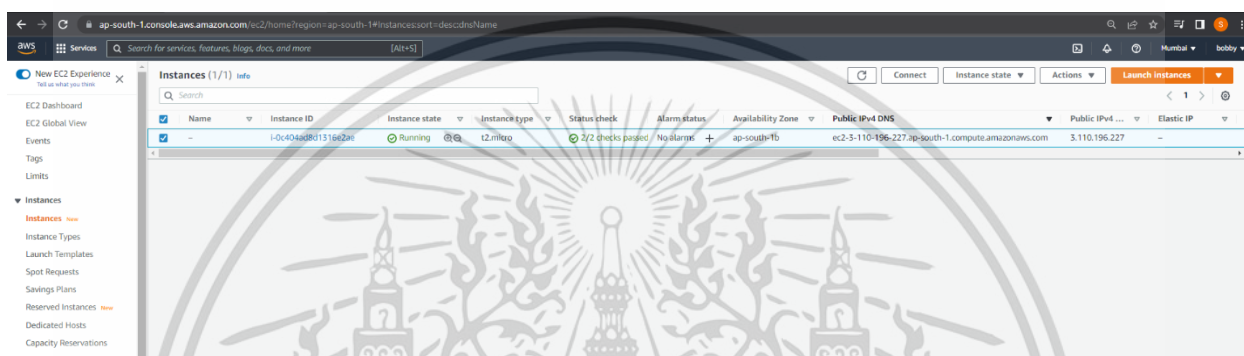 ap-south-1.console.aws.amazon.com/ec2/home?region=ap-south-1#Instances:sort=desc:dnsName
aws Services Search for services, features, blogs, docs, and more [Alt+S] Mumbai bobby
New EC2 Experience
Tell us what you think
EC2 Dashboard
EC2 Global View
Events
Tags
Limits
Instances
Instances New
Instance Types
Launch Templates
Spot Requests
Savings Plans
Reserved Instances New
Dedicated Hosts
Capacity Reservations
Instances (1/1) Info Connect Instance state Actions Launch instances
Search 1
Name Instance ID Instance state Instance type Status check Alarm status Availability Zone Public IPv4 DNS Public IPv4 ... Elastic IP
– i-0c404ad8d1316e2ae Running t2.micro 2/2 checks passed No alarms + ap-south-1b ec2-3-110-196-227.ap-south-1.compute.amazonaws.com 3.110.196.227 –